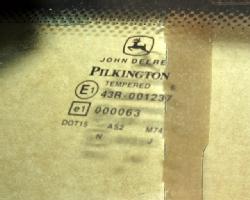 JOHN DEERE
PILKINGTON
TEMPERED
E1 43R-001237
e1 000063
DOT15 AS2 M74
N J